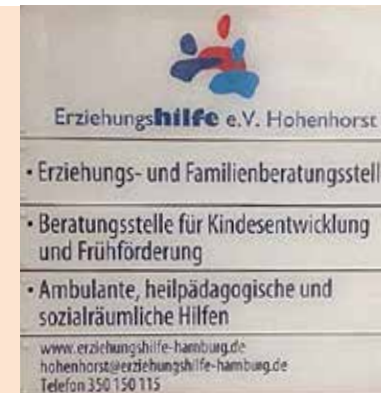 Erziehungshilfe e.V. Hohenhorst
• Erziehungs- und Familienberatungsstell
• Beratungsstelle für Kindesentwicklung
und Frühförderung
• Ambulante, heilpädagogische und
sozialräumliche Hilfen
www.erziehungshilfe-hamburg.de
hohenhorst@erziehungshilfe-hamburg.de
Telefon 350 150 115